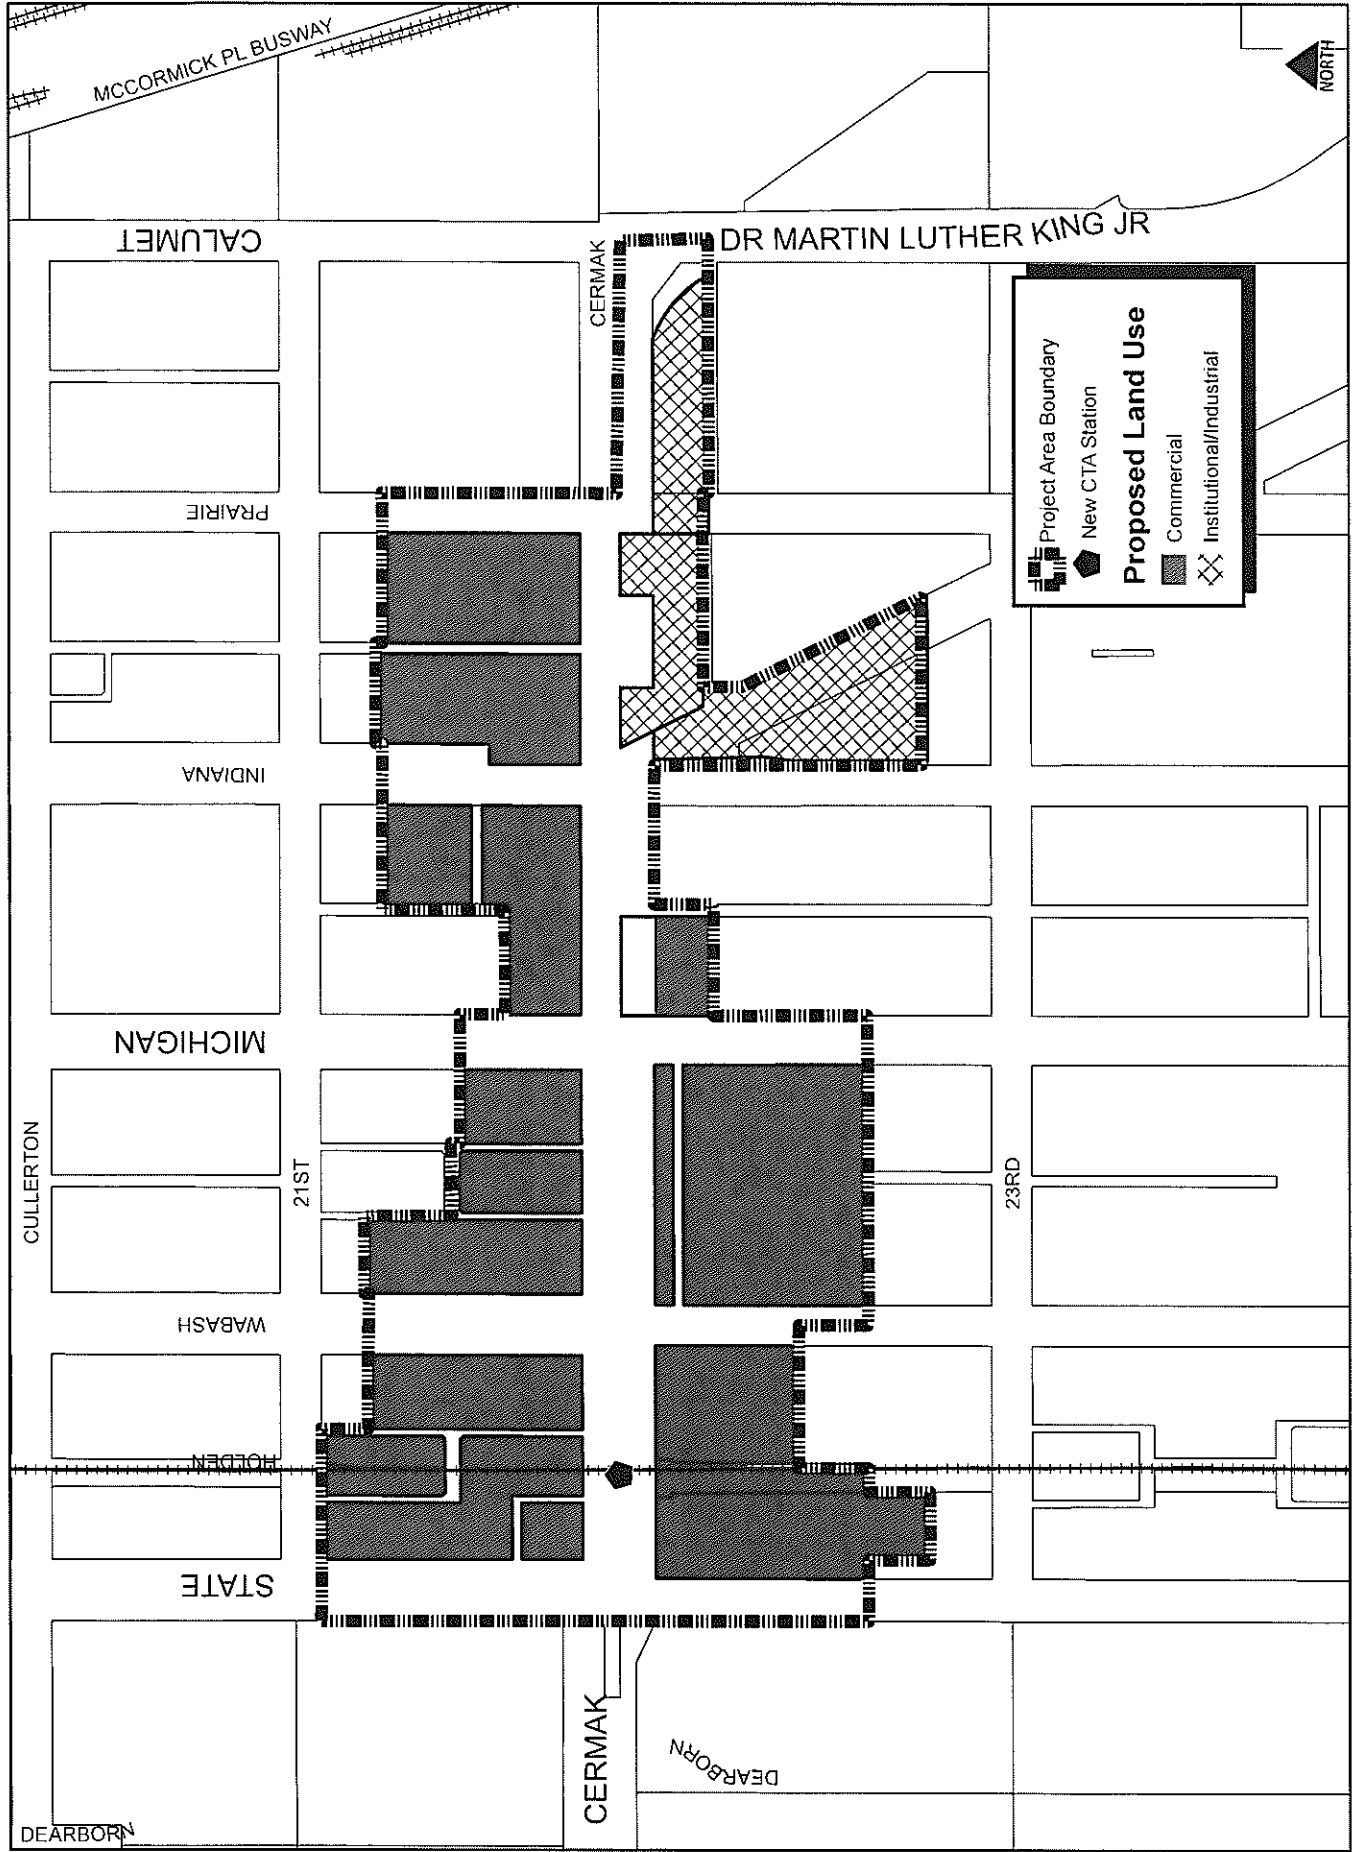 MCCORMICK PL BUSWAY
CALUMET
DR MARTIN LUTHER KING JR
CERMAK
PRAIRIE
INDIANA
MICHIGAN
CULLERTON
21ST
23RD
WABASH
HOLDEN
STATE
CERMAK
DEARBORN
DEARBORN
NORTH
Project Area Boundary
New CTA Station
Proposed Land Use
Commercial
Institutional/Industrial